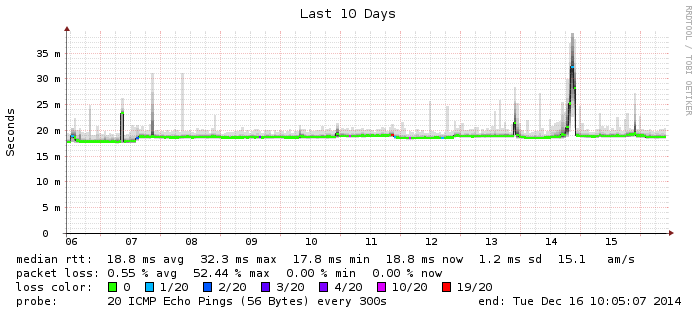 Last 10 Days
RRDTOOL / TOBI OETIKER
Seconds
35 m
30 m
25 m
20 m
15 m
10 m
5 m
0
06 07 08 09 10 11 12 13 14 15
median rtt: 18.8 ms avg 32.3 ms max 17.8 ms min 18.8 ms now 1.2 ms sd 15.1 am/s
packet loss: 0.55 % avg 52.44 % max 0.00 % min 0.00 % now
loss color: 0 1/20 2/20 3/20 4/20 10/20 19/20
probe: 20 ICMP Echo Pings (56 Bytes) every 300s end: Tue Dec 16 10:05:07 2014